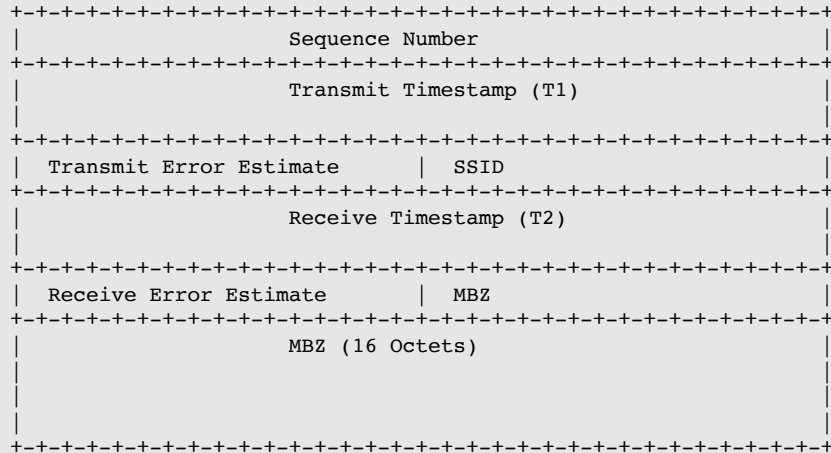 +-+-+-+-+-+-+-+-+-+-+-+-+-+-+-+-+-+-+-+-+-+-+-+-+-+-+-+-+-+-+-+-+
|                     Sequence Number                           |
+-+-+-+-+-+-+-+-+-+-+-+-+-+-+-+-+-+-+-+-+-+-+-+-+-+-+-+-+-+-+-+-+
|                     Transmit Timestamp (T1)                   |
|                                                               |
+-+-+-+-+-+-+-+-+-+-+-+-+-+-+-+-+-+-+-+-+-+-+-+-+-+-+-+-+-+-+-+-+
|  Transmit Error Estimate      |  SSID                         |
+-+-+-+-+-+-+-+-+-+-+-+-+-+-+-+-+-+-+-+-+-+-+-+-+-+-+-+-+-+-+-+-+
|                     Receive Timestamp (T2)                    |
|                                                               |
+-+-+-+-+-+-+-+-+-+-+-+-+-+-+-+-+-+-+-+-+-+-+-+-+-+-+-+-+-+-+-+-+
|  Receive Error Estimate       |  MBZ                          |
+-+-+-+-+-+-+-+-+-+-+-+-+-+-+-+-+-+-+-+-+-+-+-+-+-+-+-+-+-+-+-+-+
|                     MBZ (16 Octets)                           |
|                                                               |
|                                                               |
|                                                               |
+-+-+-+-+-+-+-+-+-+-+-+-+-+-+-+-+-+-+-+-+-+-+-+-+-+-+-+-+-+-+-+-+